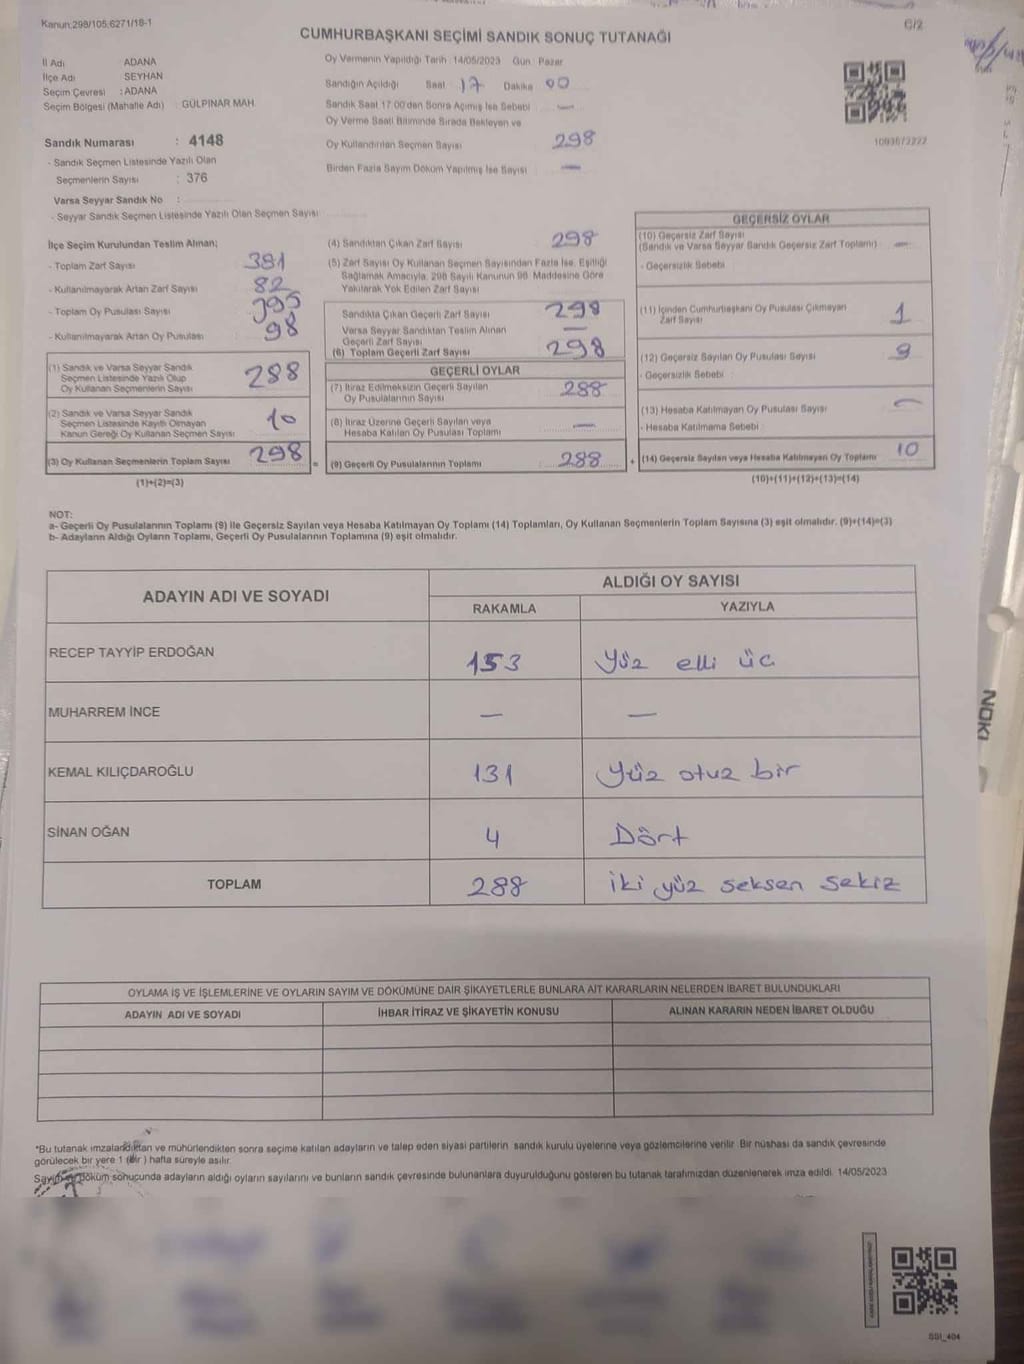 Kanun:298/105;6271/18-1
C/2
CUMHURBAŞKANI SEÇİMİ SANDIK SONUÇ TUTANAĞI
İl Adı : ADANA
İlçe Adı : SEYHAN
Seçim Çevresi : ADANA
Seçim Bölgesi (Mahalle Adı) : GÜLPINAR MAH.
Oy Vermenin Yapıldığı Tarih :14/05/2023 Gün: Pazar
Sandığın Açıldığı Saat 17 Dakika 00
Sandık Saat 17.00'den Sonra Açılmış İse Sebebi —
Oy Verme Saati Bitiminde Sırada Bekleyen ve
Oy Kullandırılan Seçmen Sayısı 298
Birden Fazla Sayım Döküm Yapılmış İse Sayısı —
Sandık Numarası : 4148
- Sandık Seçmen Listesinde Yazılı Olan
Seçmenlerin Sayısı : 376
Varsa Seyyar Sandık No :
- Seyyar Sandık Seçmen Listesinde Yazılı Olan Seçmen Sayısı
İlçe Seçim Kurulundan Teslim Alınan;
- Toplam Zarf Sayısı 381
- Kullanılmayarak Artan Zarf Sayısı 82
- Toplam Oy Pusulası Sayısı 395
- Kullanılmayarak Artan Oy Pusulası 98
(1) Sandık ve Varsa Seyyar Sandık
Seçmen Listesinde Yazılı Olup
Oy Kullanan Seçmenlerin Sayısı 288
(2) Sandık ve Varsa Seyyar Sandık
Seçmen Listesinde Kayıtlı Olmayan
Kanun Gereği Oy Kullanan Seçmen Sayısı 10
(3) Oy Kullanan Seçmenlerin Toplam Sayısı 298
(1)+(2)=(3)
(4) Sandıktan Çıkan Zarf Sayısı 298
(5) Zarf Sayısı Oy Kullanan Seçmen Sayısından Fazla İse, Eşitliği
Sağlamak Amacıyla, 298 Sayılı Kanunun 98. Maddesine Göre
Yakılarak Yok Edilen Zarf Sayısı
Sandıkta Çıkan Geçerli Zarf Sayısı 298
Varsa Seyyar Sandıktan Teslim Alınan
Geçerli Zarf Sayısı —
(6) Toplam Geçerli Zarf Sayısı 298
GEÇERLİ OYLAR
(7) İtiraz Edilmeksizin Geçerli Sayılan
Oy Pusulalarının Sayısı 288
(8) İtiraz Üzerine Geçerli Sayılan veya
Hesaba Katılan Oy Pusulası Toplamı —
= (9) Geçerli Oy Pusulalarının Toplamı 288
GEÇERSİZ OYLAR
(10) Geçersiz Zarf Sayısı
(Sandık ve Varsa Seyyar Sandık Geçersiz Zarf Toplamı) —
- Geçersizlik Sebebi :
(11) İçinden Cumhurbaşkanı Oy Pusulası Çıkmayan
Zarf Sayısı 1
(12) Geçersiz Sayılan Oy Pusulası Sayısı 9
- Geçersizlik Sebebi :
(13) Hesaba Katılmayan Oy Pusulası Sayısı —
- Hesaba Katılmama Sebebi :
+ (14) Geçersiz Sayılan veya Hesaba Katılmayan Oy Toplamı 10
(10)+(11)+(12)+(13)=(14)
NOT:
a- Geçerli Oy Pusulalarının Toplamı (9) ile Geçersiz Sayılan veya Hesaba Katılmayan Oy Toplamı (14) Toplamları, Oy Kullanan Seçmenlerin Toplam Sayısına (3) eşit olmalıdır. (9)+(14)=(3)
b- Adayların Aldığı Oyların Toplamı, Geçerli Oy Pusulalarının Toplamına (9) eşit olmalıdır.
ADAYIN ADI VE SOYADI
ALDIĞI OY SAYISI
RAKAMLA YAZIYLA
RECEP TAYYİP ERDOĞAN 153 Yüz elli üç
MUHARREM İNCE — —
KEMAL KILIÇDAROĞLU 131 Yüz otuz bir
SİNAN OĞAN 4 Dört
TOPLAM 288 iki yüz seksen sekiz
OYLAMA İŞ VE İŞLEMLERİNE VE OYLARIN SAYIM VE DÖKÜMÜNE DAİR ŞİKAYETLERLE BUNLARA AİT KARARLARIN NELERDEN İBARET BULUNDUKLARI
ADAYIN ADI VE SOYADI İHBAR İTİRAZ VE ŞİKAYETİN KONUSU ALINAN KARARIN NEDEN İBARET OLDUĞU
*Bu tutanak imzalandıktan ve mühürlendikten sonra seçime katılan adayların ve talep eden siyasi partilerin sandık kurulu üyelerine veya gözlemcilerine verilir. Bir nüshası da sandık çevresinde
görülecek bir yere 1 (Bir ) hafta süreyle asılır.
Sayım ve döküm sonucunda adayların aldığı oyların sayılarını ve bunların sandık çevresinde bulunanlara duyurulduğunu gösteren bu tutanak tarafımızdan düzenlenerek imza edildi. 14/05/2023
SSI_404
NOKI